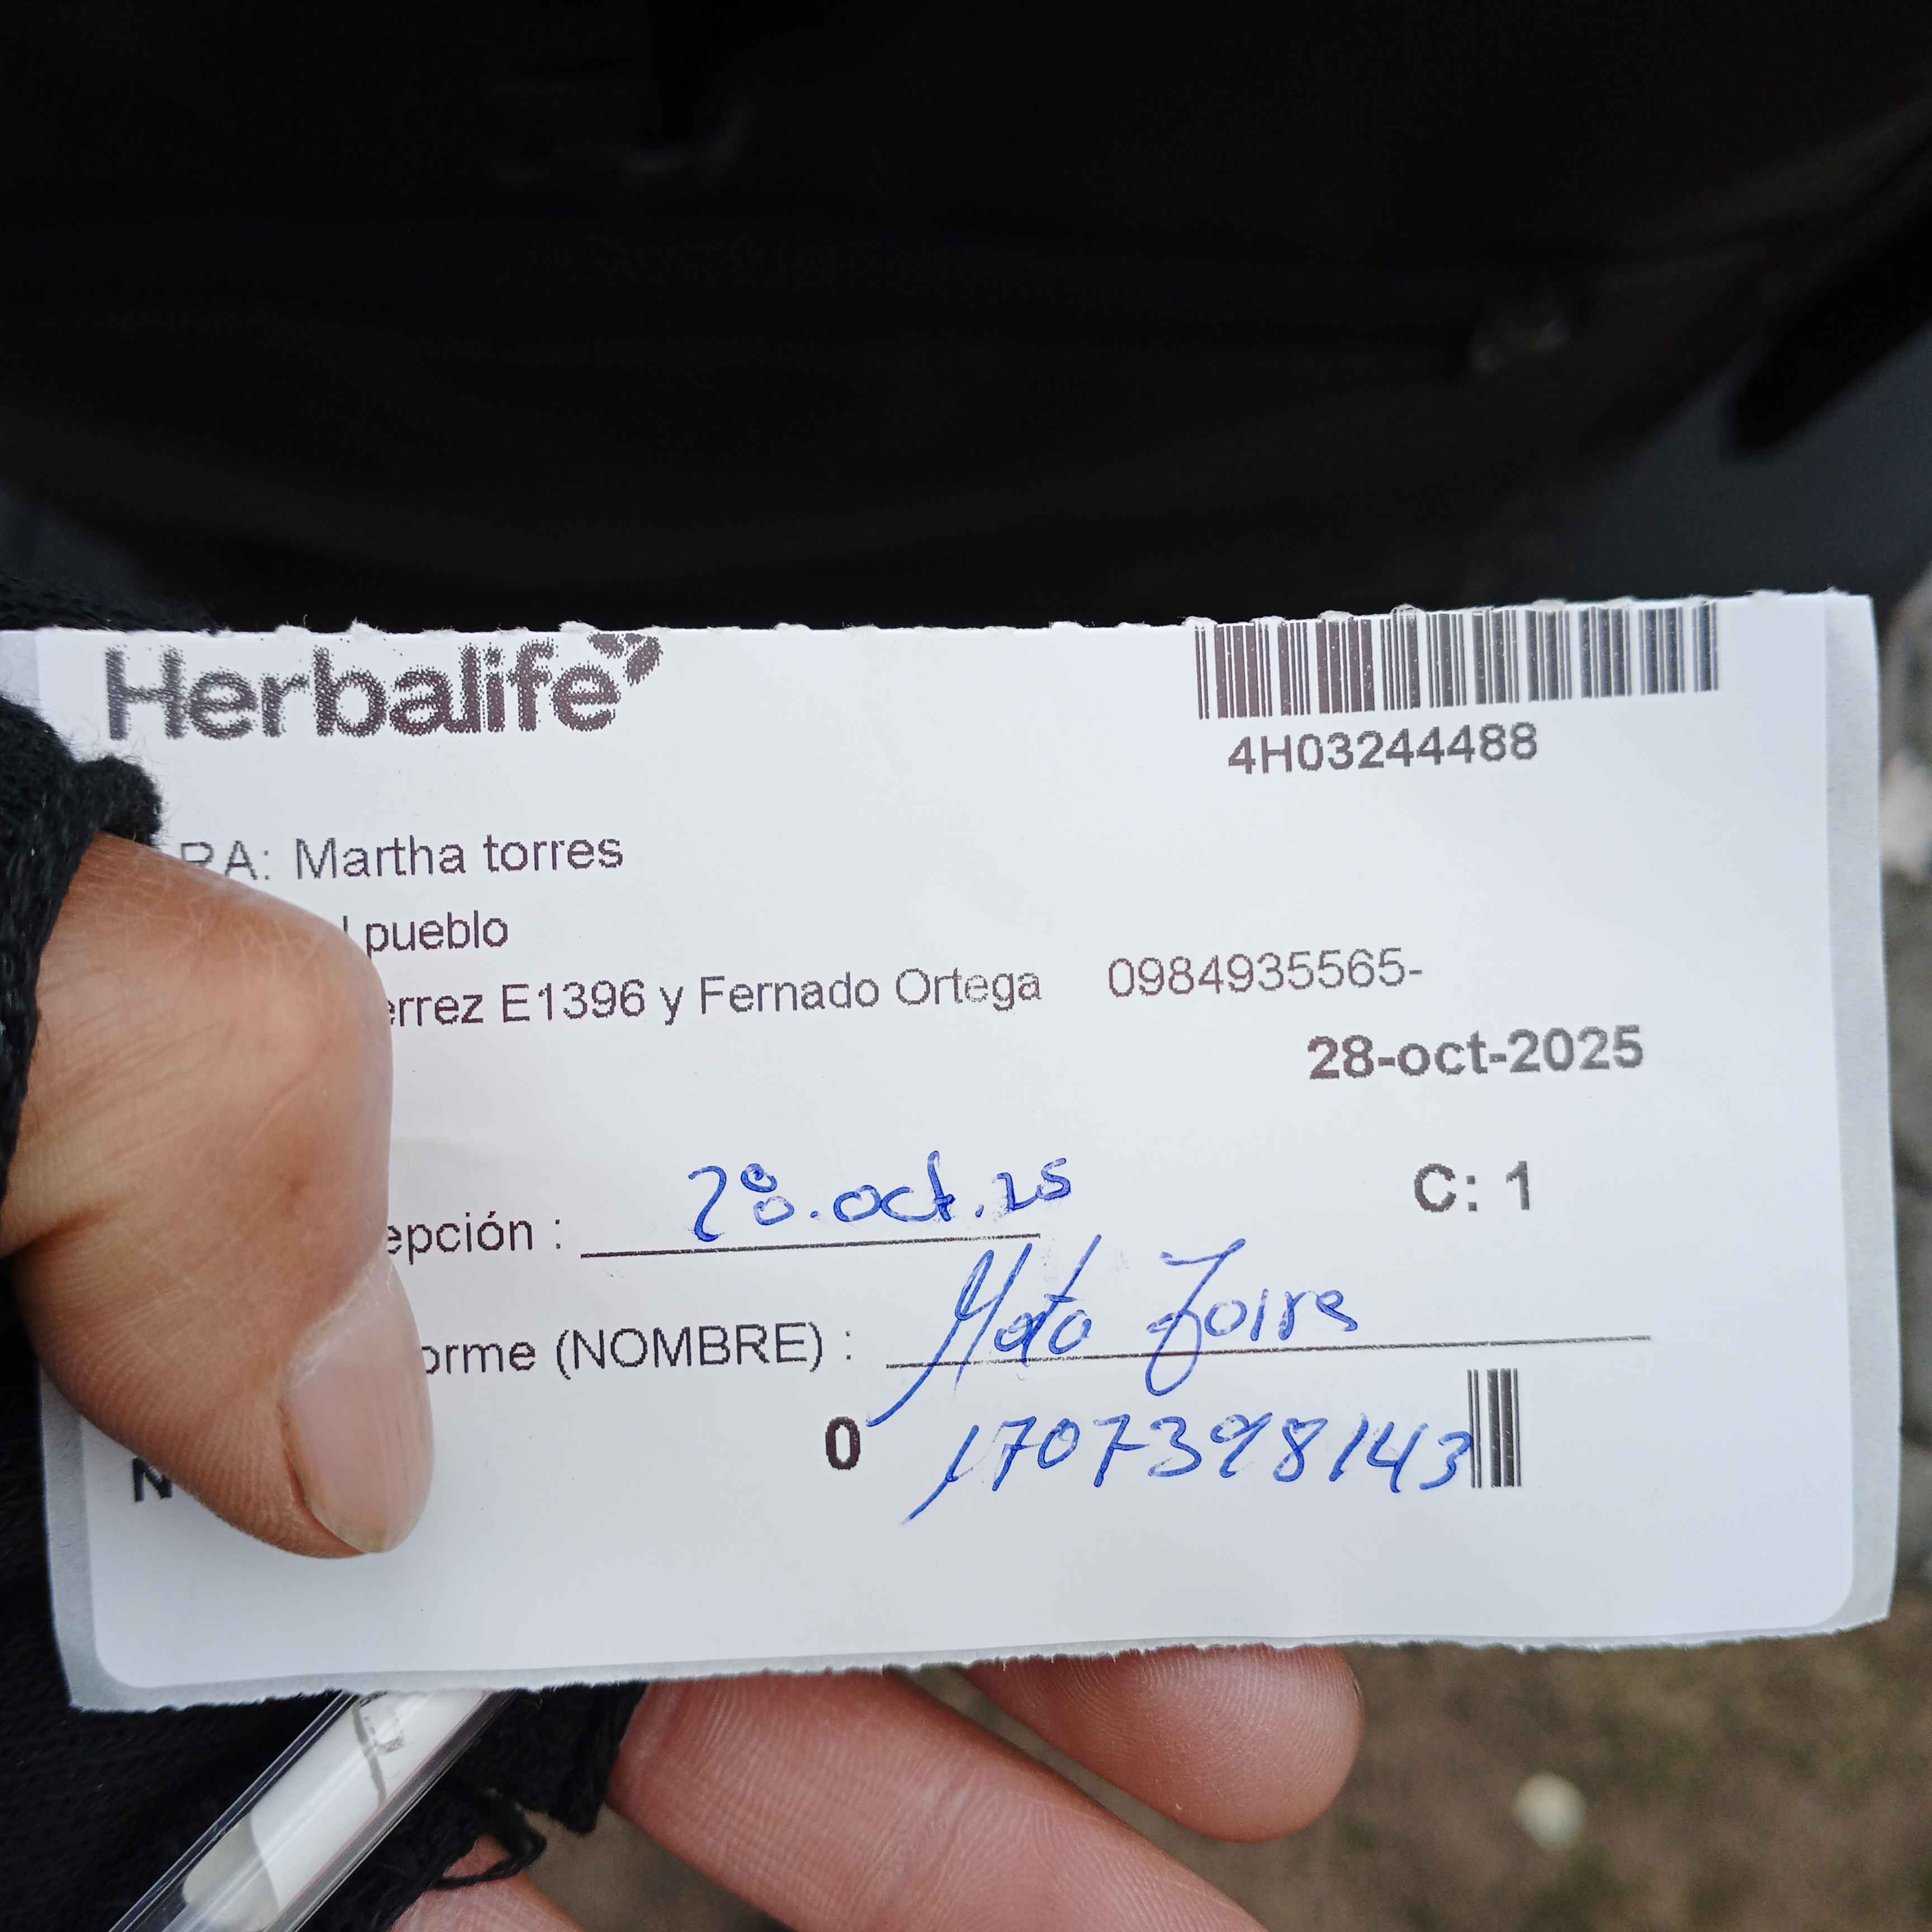 Herbalife
4H03244488
RA: Martha torres
l pueblo
errez E1396 y Fernado Ortega 0984935565-
28-oct-2025
epción : 28.oct.25
C: 1
orme (NOMBRE) :
0 1707398143
N